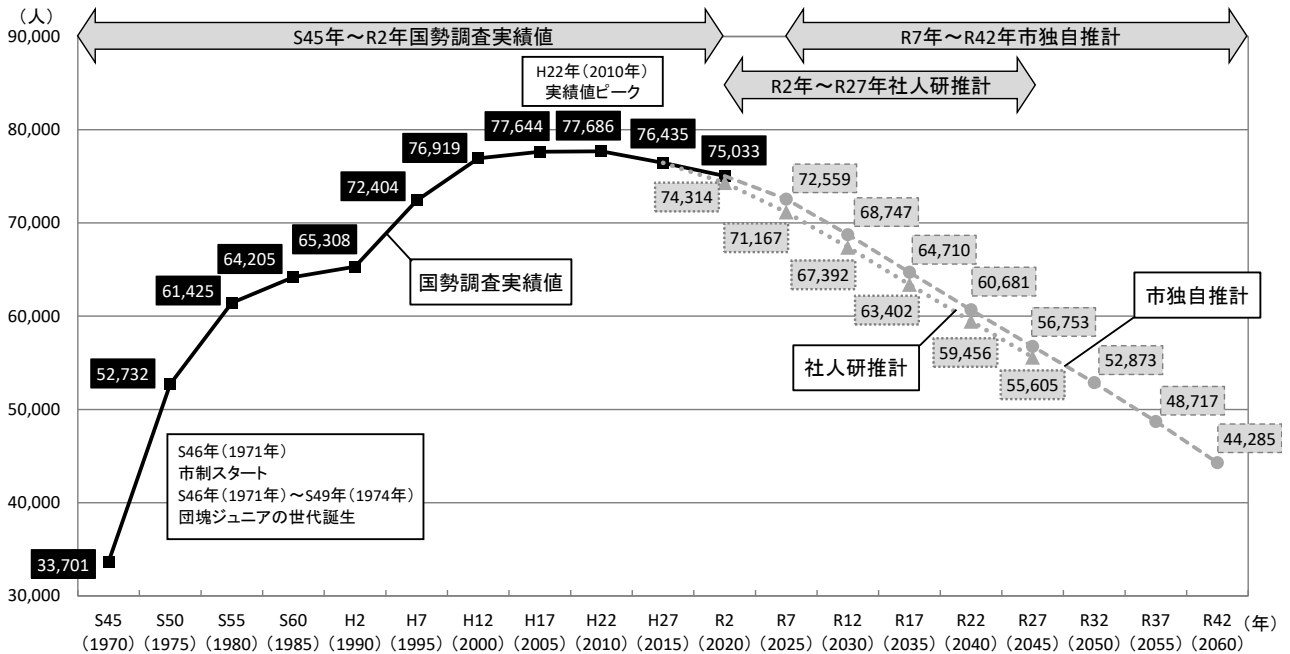 （人）
90,000
80,000
70,000
60,000
50,000
40,000
30,000
S45年～R2年国勢調査実績値
R7年～R42年市独自推計
R2年～R27年社人研推計
H22年（2010年）
実績値ピーク
33,701
52,732
61,425
64,205
65,308
72,404
76,919
77,644
77,686
76,435
75,033
74,314
71,167
67,392
63,402
59,456
55,605
72,559
68,747
64,710
60,681
56,753
52,873
48,717
44,285
国勢調査実績値
社人研推計
市独自推計
S46年（1971年）
市制スタート
S46年（1971年）～S49年（1974年）
団塊ジュニアの世代誕生
S45 S50 S55 S60 H2 H7 H12 H17 H22 H27 R2 R7 R12 R17 R22 R27 R32 R37 R42 （年）
（1970） （1975） （1980） （1985） （1990） （1995） （2000） （2005） （2010） （2015） （2020） （2025） （2030） （2035） （2040） （2045） （2050） （2055） （2060）